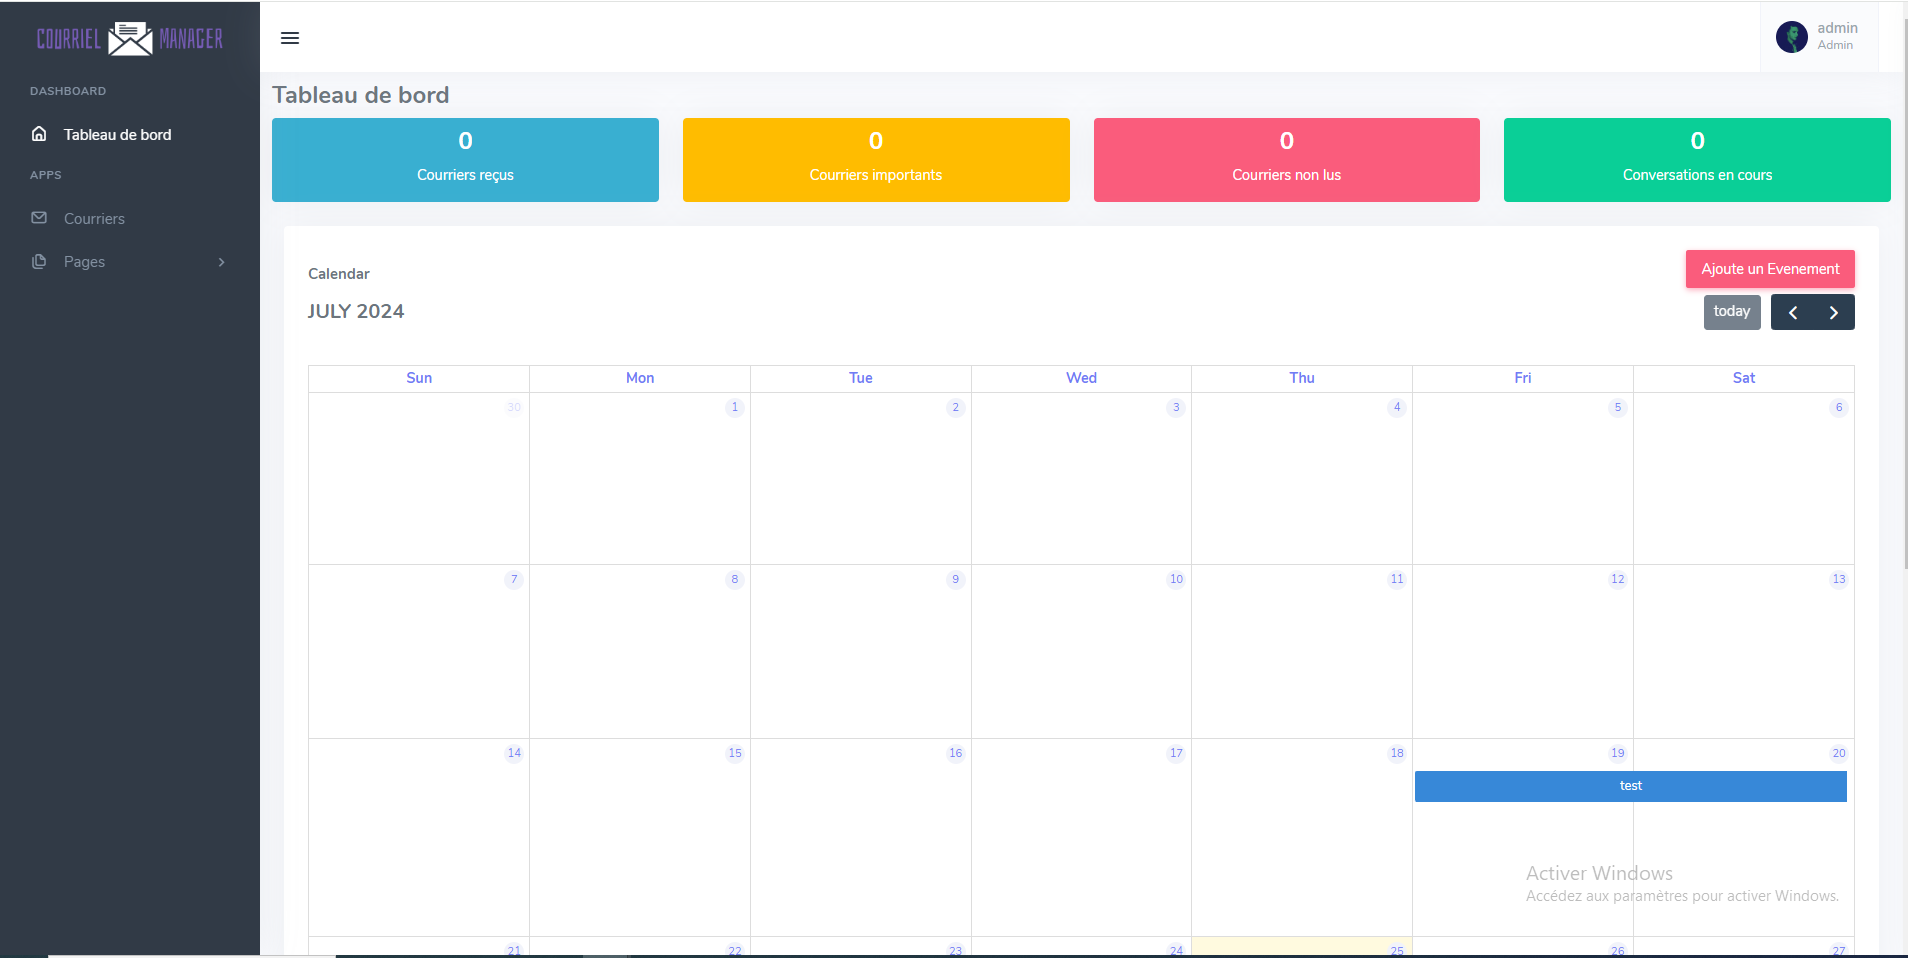 COURRIEL MANAGER
admin
Admin
DASHBOARD
Tableau de bord
APPS
Courriers
Pages
Tableau de bord
0
Courriers reçus
0
Courriers importants
0
Courriers non lus
0
Conversations en cours
Calendar
Ajoute un Evenement
JULY 2024
today
Sun Mon Tue Wed Thu Fri Sat
30 1 2 3 4 5 6
7 8 9 10 11 12 13
14 15 16 17 18 19 20
test
Activer Windows
Accédez aux paramètres pour activer Windows.
21 22 23 24 25 26 27